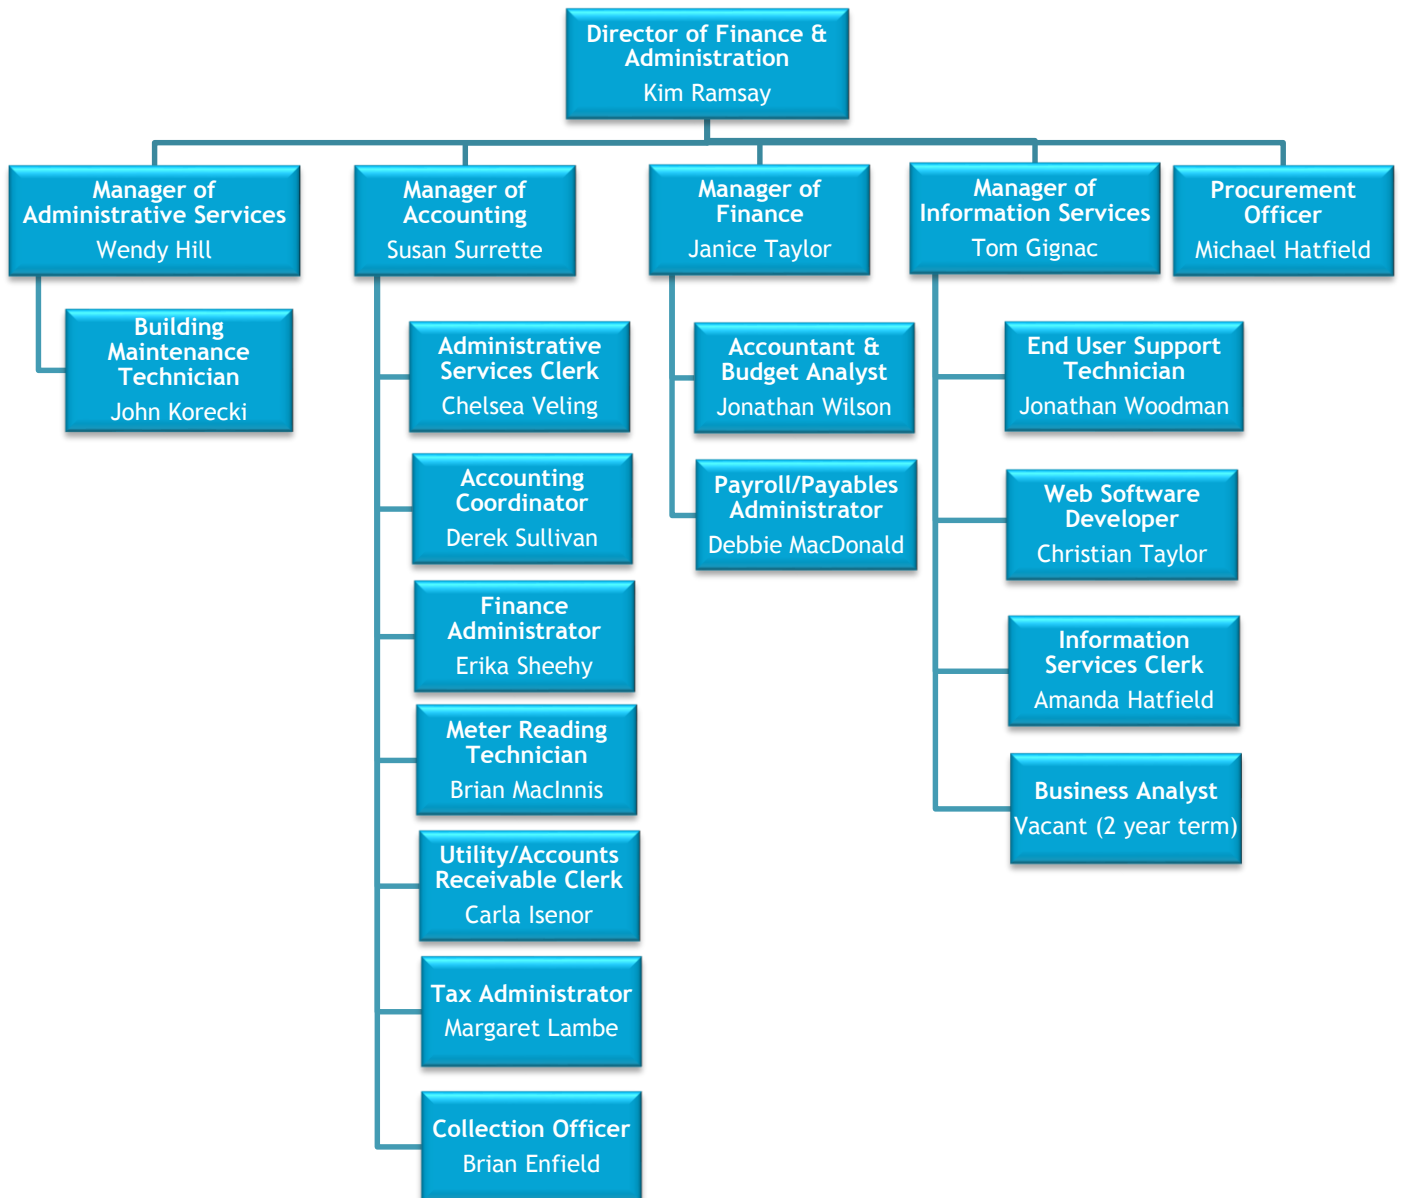 Director of Finance &
Administration
Kim Ramsay
Manager of
Administrative Services
Wendy Hill
Building
Maintenance
Technician
John Korecki
Manager of
Accounting
Susan Surrette
Administrative
Services Clerk
Chelsea Veling
Accounting
Coordinator
Derek Sullivan
Finance
Administrator
Erika Sheehy
Meter Reading
Technician
Brian MacInnis
Utility/Accounts
Receivable Clerk
Carla Isenor
Tax Administrator
Margaret Lambe
Collection Officer
Brian Enfield
Manager of
Finance
Janice Taylor
Accountant &
Budget Analyst
Jonathan Wilson
Payroll/Payables
Administrator
Debbie MacDonald
Manager of
Information Services
Tom Gignac
End User Support
Technician
Jonathan Woodman
Web Software
Developer
Christian Taylor
Information
Services Clerk
Amanda Hatfield
Business Analyst
Vacant (2 year term)
Procurement
Officer
Michael Hatfield